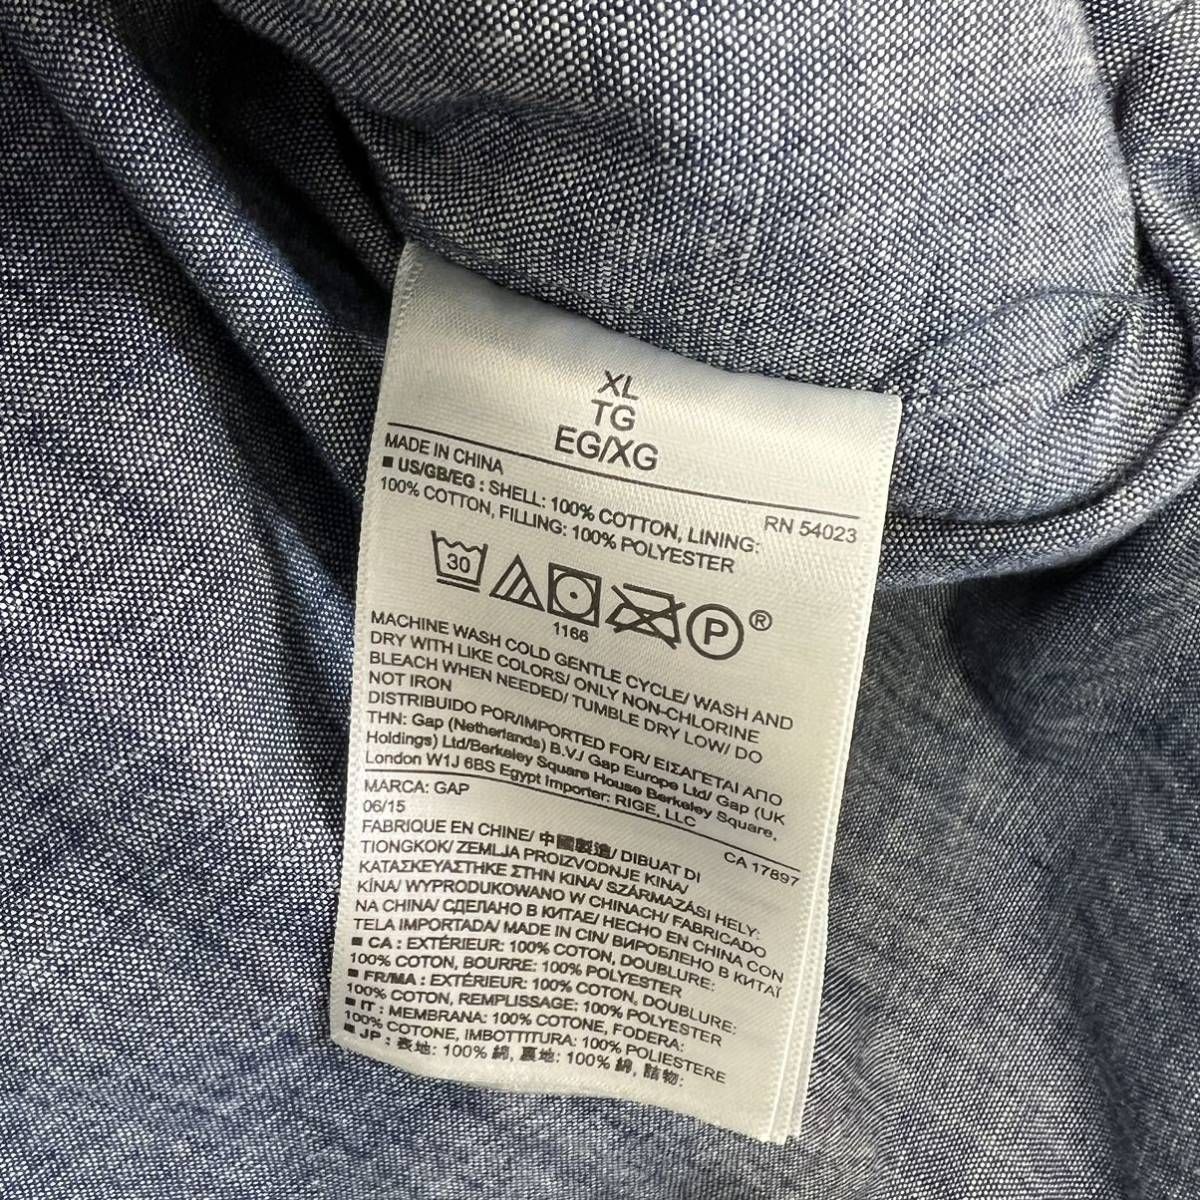 XL
TG
EG/XG
MADE IN CHINA
RN 54023
■ US/GB/EG : SHELL: 100% COTTON, LINING:
100% COTTON, FILLING: 100% POLYESTER
30
P
®
1166
MACHINE WASH COLD GENTLE CYCLE/ WASH AND
DRY WITH LIKE COLORS/ ONLY NON-CHLORINE
BLEACH WHEN NEEDED/ TUMBLE DRY LOW/ DO
NOT IRON
DISTRIBUIDO POR/IMPORTED FOR/ ΕΙΣΑΓΕΤΑΙ ΑΠΟ
THN: Gap (Netherlands) B.V./ Gap Europe Ltd/ Gap (UK
Holdings) Ltd/Berkeley Square House Berkeley Square,
London W1J 6BS Egypt Importer: RIGE, LLC
MARCA: GAP
06/15
CA 17897
FABRIQUE EN CHINE/ 中國製造/ DIBUAT DI
TIONGKOK/ ZEMLJA PROIZVODNJE KINA/
ΚΑΤΑΣΚΕΥΑΣΤΗΚΕ ΣΤΗΝ ΚΙΝΑ/ SZÁRMAZÁSI HELY:
KÍNA/ WYPRODUKOWANO W CHINACH/ FABRICADO
NA CHINA/ СДЕЛАНО В КИТАЕ/ HECHO EN CHINA CON
TELA IMPORTADA/ MADE IN CIN/ ВИРОБЛЕНО В КИТАЇ
■ CA : EXTÉRIEUR: 100% COTON, DOUBLURE:
100% COTON, BOURRE: 100% POLYESTER
■ FR/MA : EXTÉRIEUR: 100% COTON, DOUBLURE:
100% COTON, REMPLISSAGE: 100% POLYESTER
■ IT : MEMBRANA: 100% COTONE, FODERA:
100% COTONE, IMBOTTITURA: 100% POLIESTERE
■ JP : 表地: 100% 綿, 裏地: 100% 綿, 詰物: